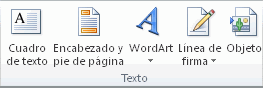 Cuadro Encabezado y WordArt Línea de Objeto
de texto pie de página firma
Texto